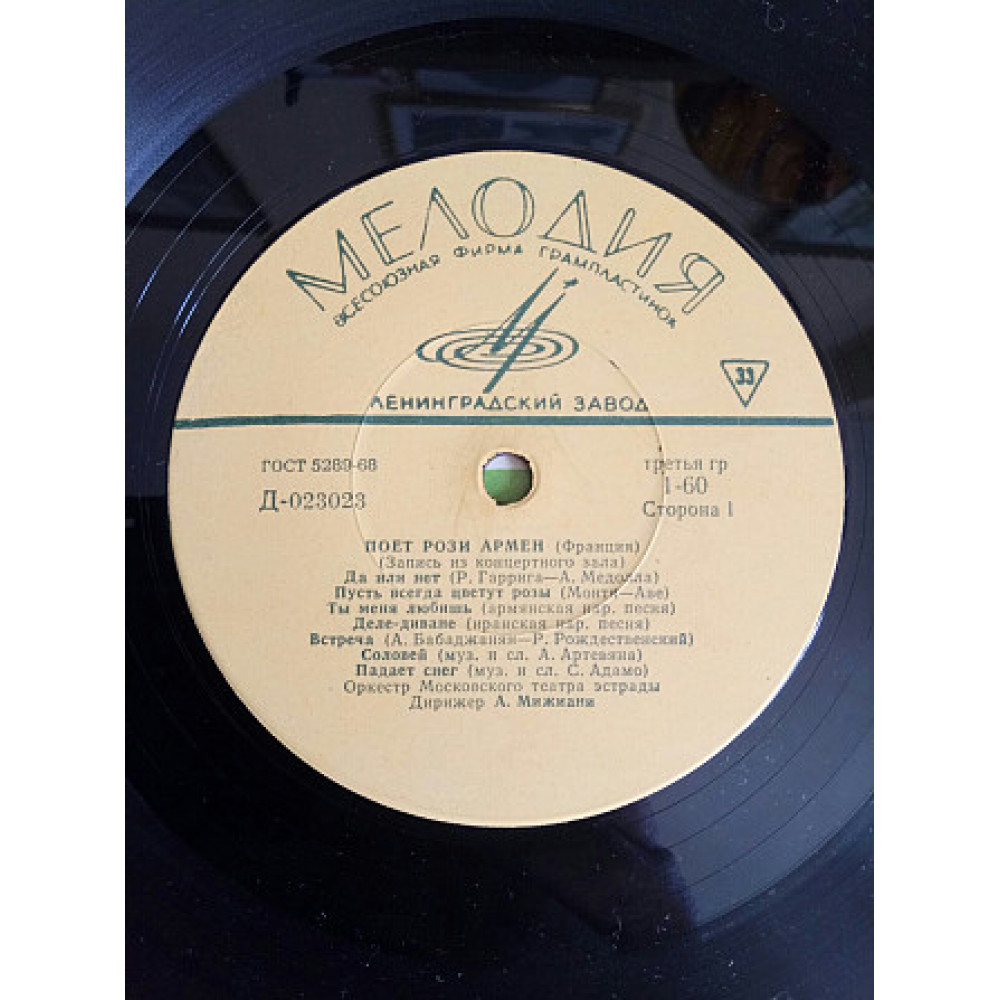 МЕЛОДИЯ
ВСЕСОЮЗНАЯ ФИРМА ГРАМПЛАСТИНОК
33
ЛЕНИНГРАДСКИЙ ЗАВОД
ГОСТ 5289-68
третья гр
Д-023023
1-60
Сторона 1
ПОЕТ РОЗИ АРМЕН (Франция)
(Запись из концертного зала)
Да или нет (Р. Гаррига—А. Медолла)
Пусть всегда цветут розы (Монти—Аве)
Ты меня любишь (армянская нар. песня)
Деле-диване (иранская нар. песня)
Встреча (А. Бабаджанян—Р. Рождественский)
Соловей (муз. и сл. А. Артевяна)
Падает снег (муз. и сл. С. Адамо)
Оркестр Московского театра эстрады
Дирижер А. Мижиани